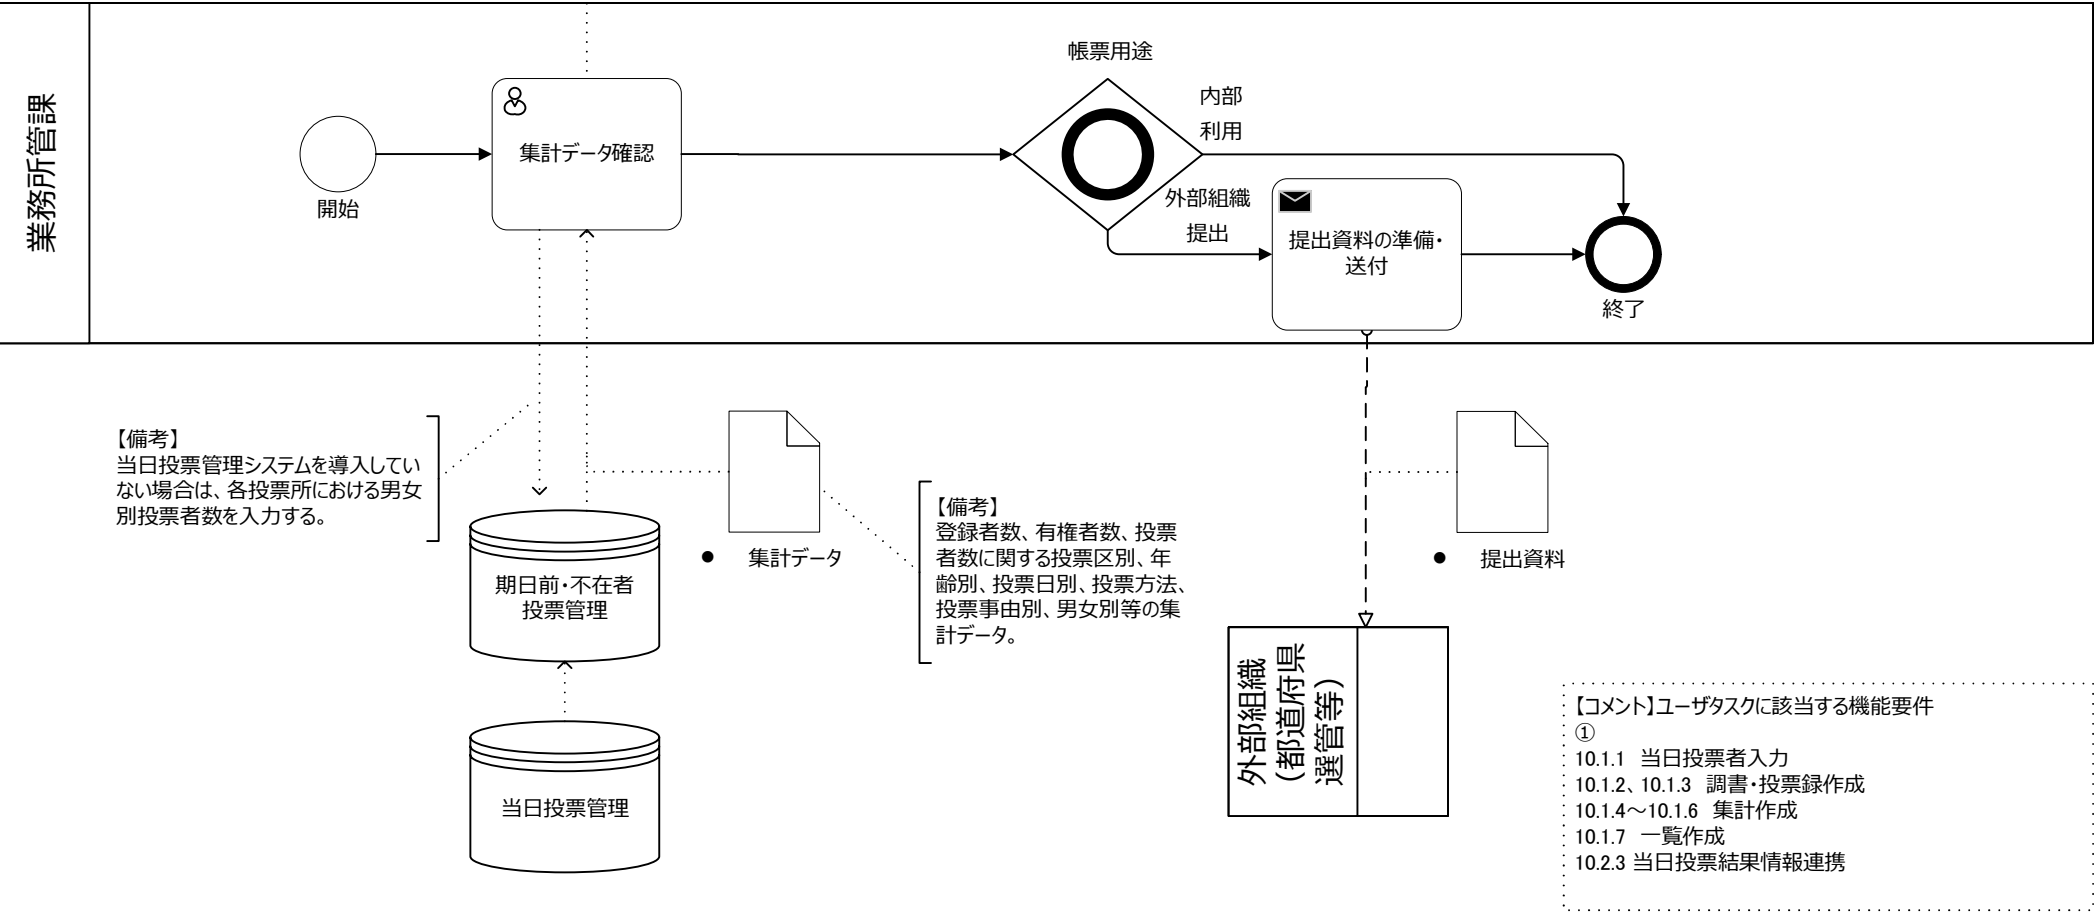 業務所管課
開始
集計データ確認
帳票用途
内部
利用
外部組織
提出
提出資料の準備・
送付
終了
【備考】
当日投票管理システムを導入してい
ない場合は、各投票所における男女
別投票者数を入力する。
期日前・不在者
投票管理
当日投票管理
● 集計データ
【備考】
登録者数、有権者数、投票
者数に関する投票区別、年
齢別、投票日別、投票方法、
投票事由別、男女別等の集
計データ。
● 提出資料
外部組織
（都道府県
選管等）
【コメント】ユーザタスクに該当する機能要件
①
10.1.1 当日投票者入力
10.1.2、10.1.3 調書・投票録作成
10.1.4～10.1.6 集計作成
10.1.7 一覧作成
10.2.3 当日投票結果情報連携